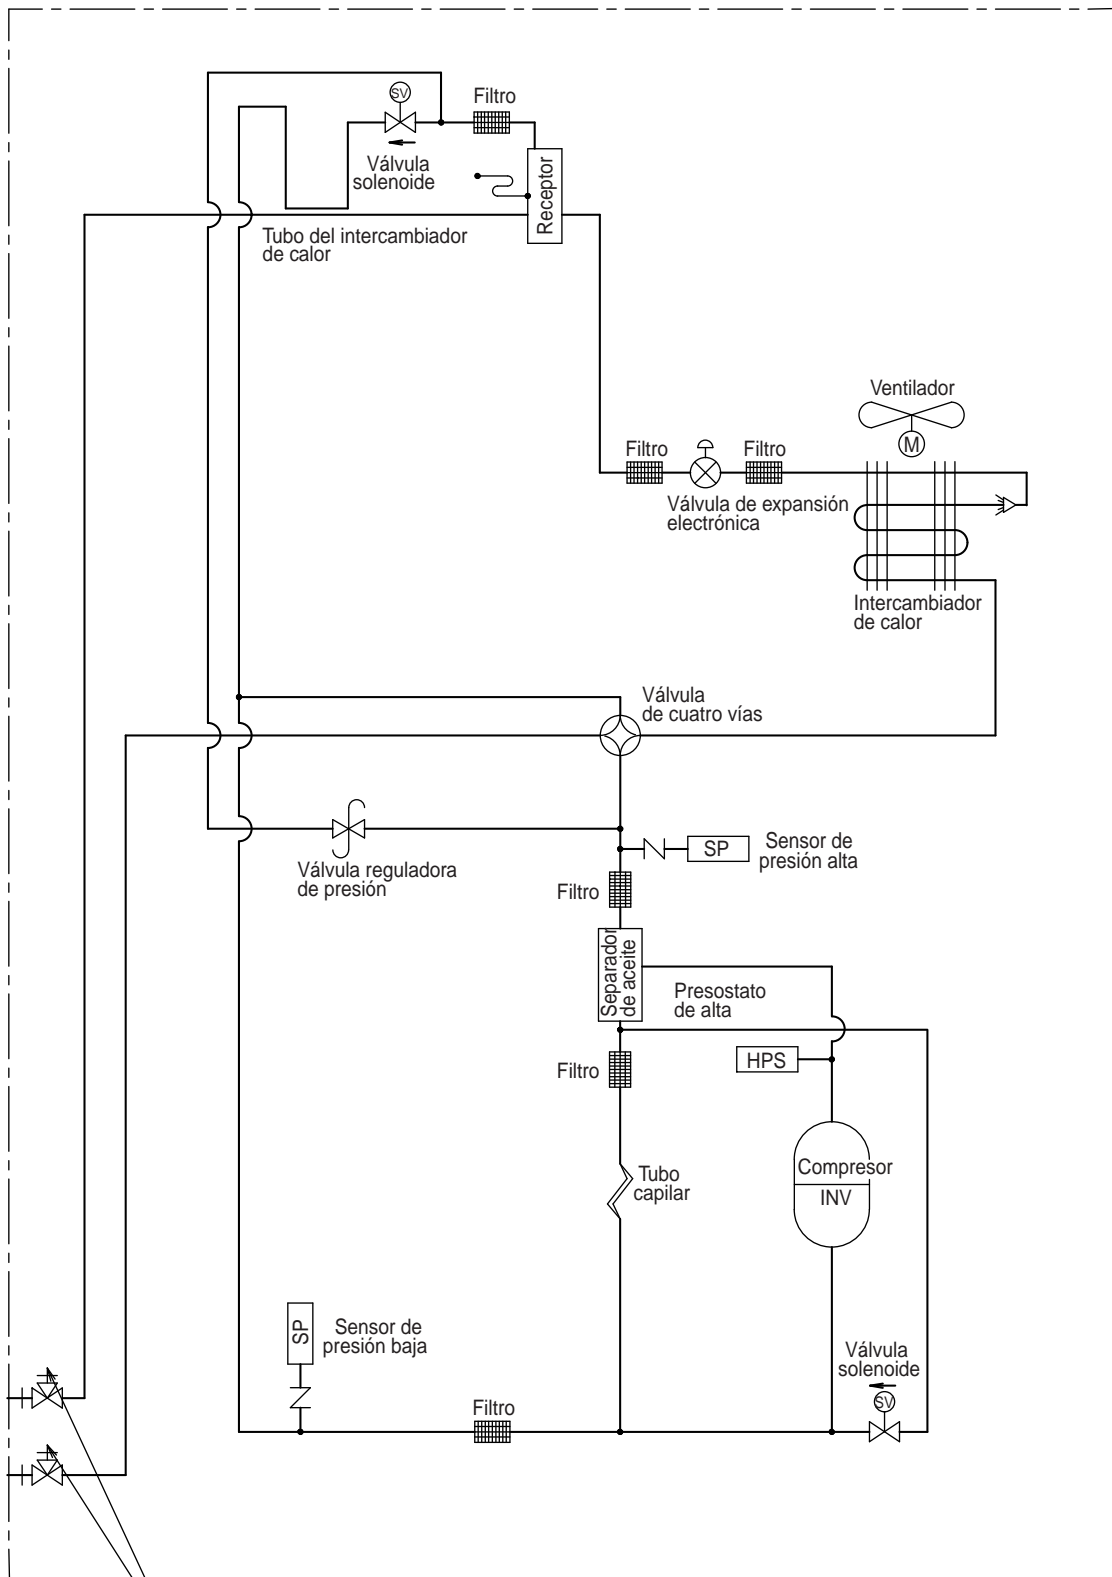 SV
Filtro
Válvula
solenoide
Receptor
Tubo del intercambiador
de calor
Ventilador
M
Filtro
Filtro
Válvula de expansión
electrónica
Intercambiador
de calor
Válvula
de cuatro vías
Sensor de
presión alta
SP
Válvula reguladora
de presión
Filtro
Separador
de aceite
Presostato
de alta
HPS
Filtro
Compresor
INV
Tubo
capilar
SP
Sensor de
presión baja
Válvula
solenoide
SV
Filtro